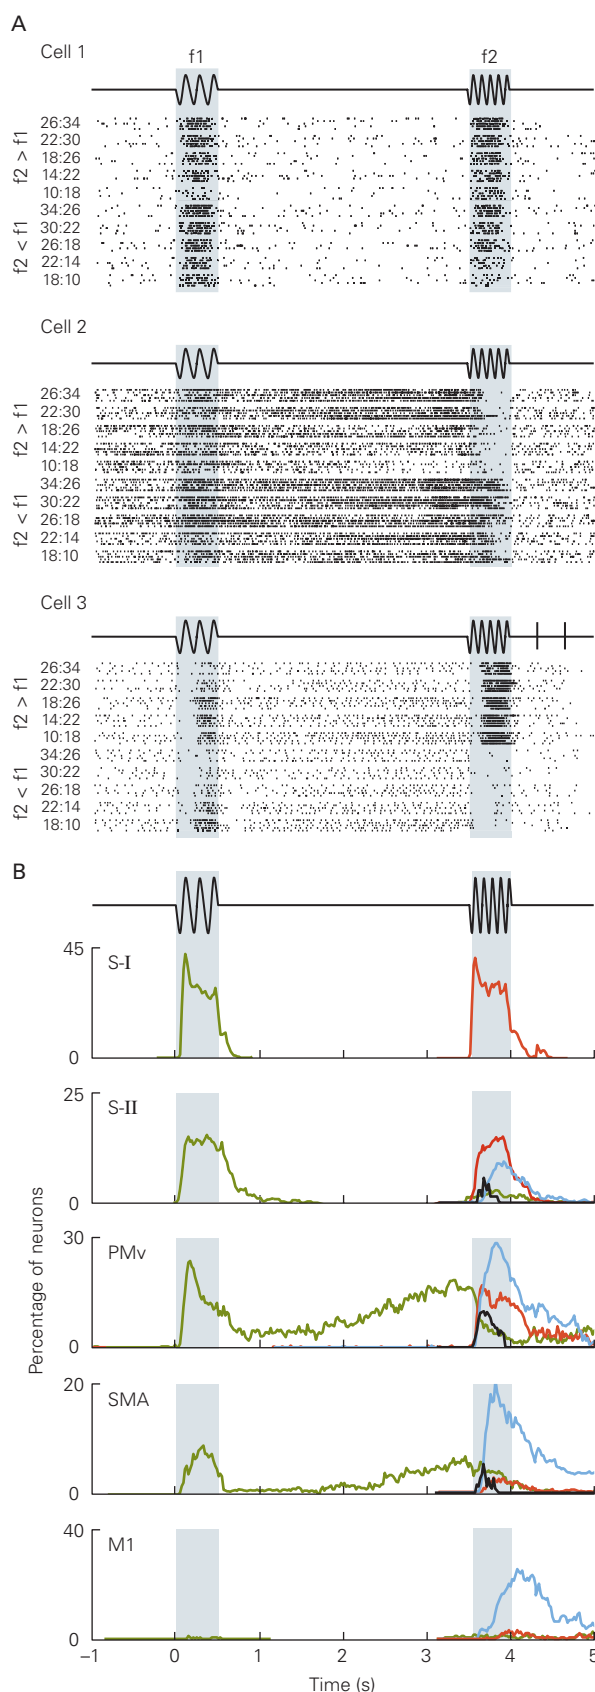 A
Cell 1
f1
f2
f2 > f1
26:34
22:30
18:26
14:22
10:18
f2 < f1
34:26
30:22
26:18
22:14
18:10
Cell 2
f2 > f1
26:34
22:30
18:26
14:22
10:18
f2 < f1
34:26
30:22
26:18
22:14
18:10
Cell 3
f2 > f1
26:34
22:30
18:26
14:22
10:18
f2 < f1
34:26
30:22
26:18
22:14
18:10
B
Percentage of neurons
45
S-I
0
25
S-II
0
30
PMv
0
20
SMA
0
40
M1
0
−1 0 1 2 3 4 5
Time (s)